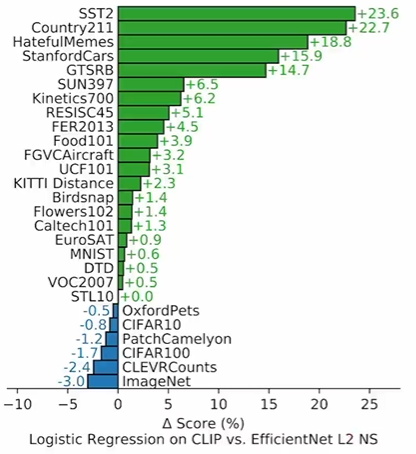 SST2 +23.6
Country211 +22.7
HatefulMemes +18.8
StanfordCars +15.9
GTSRB +14.7
SUN397 +6.5
Kinetics700 +6.2
RESISC45 +5.1
FER2013 +4.5
Food101 +3.9
FGVCAircraft +3.2
UCF101 +3.1
KITTI Distance +2.3
Birdsnap +1.4
Flowers102 +1.4
Caltech101 +1.3
EuroSAT +0.9
MNIST +0.6
DTD +0.5
VOC2007 +0.5
STL10 +0.0
-0.5 OxfordPets
-0.8 CIFAR10
-1.2 PatchCamelyon
-1.7 CIFAR100
-2.4 CLEVRCounts
-3.0 ImageNet
−10 −5 0 5 10 15 20 25
Δ Score (%)
Logistic Regression on CLIP vs. EfficientNet L2 NS